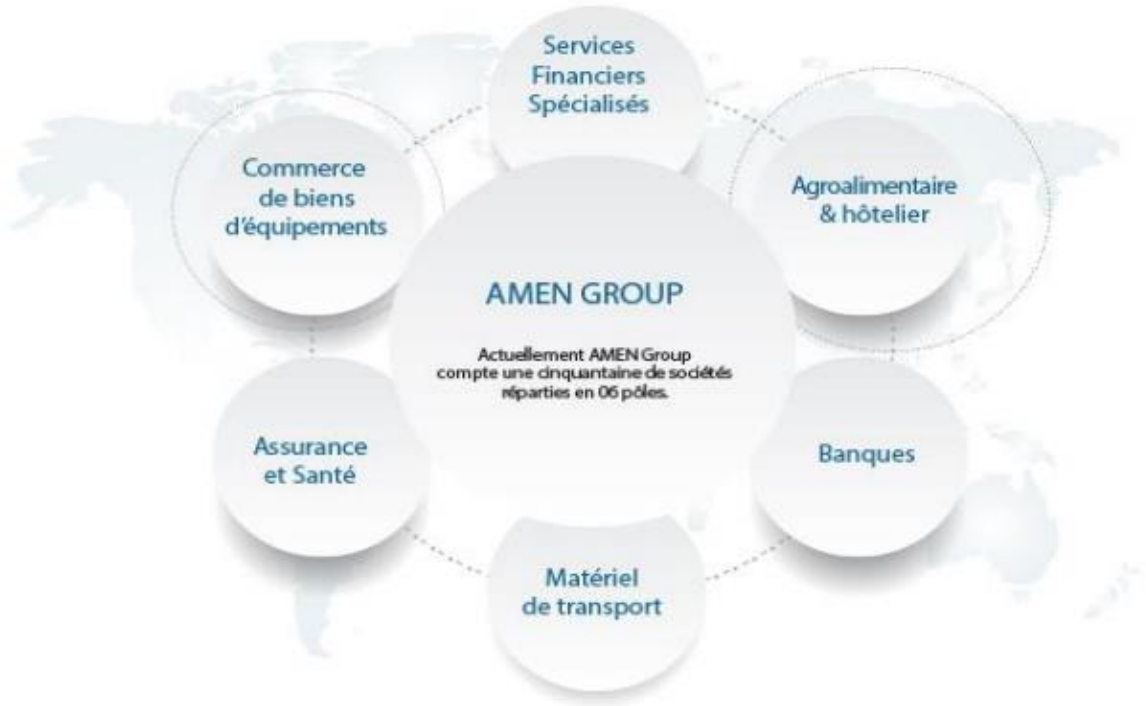 Services
Financiers
Spécialisés
Commerce
de biens
d'équipements
Agroalimentaire
& hôtelier
AMEN GROUP
Actuellement AMEN Group
compte une cinquantaine de sociétés
réparties en 06 pôles.
Assurance
et Santé
Banques
Matériel
de transport